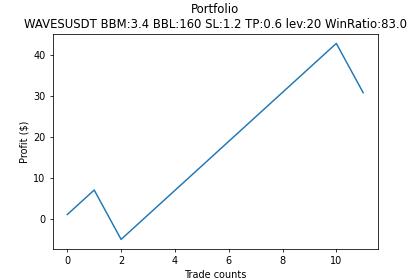 Portfolio
WAVESUSDT BBM:3.4 BBL:160 SL:1.2 TP:0.6 lev:20 WinRatio:83.0
Profit ($)
40
30
20
10
0
0 2 4 6 8 10
Trade counts